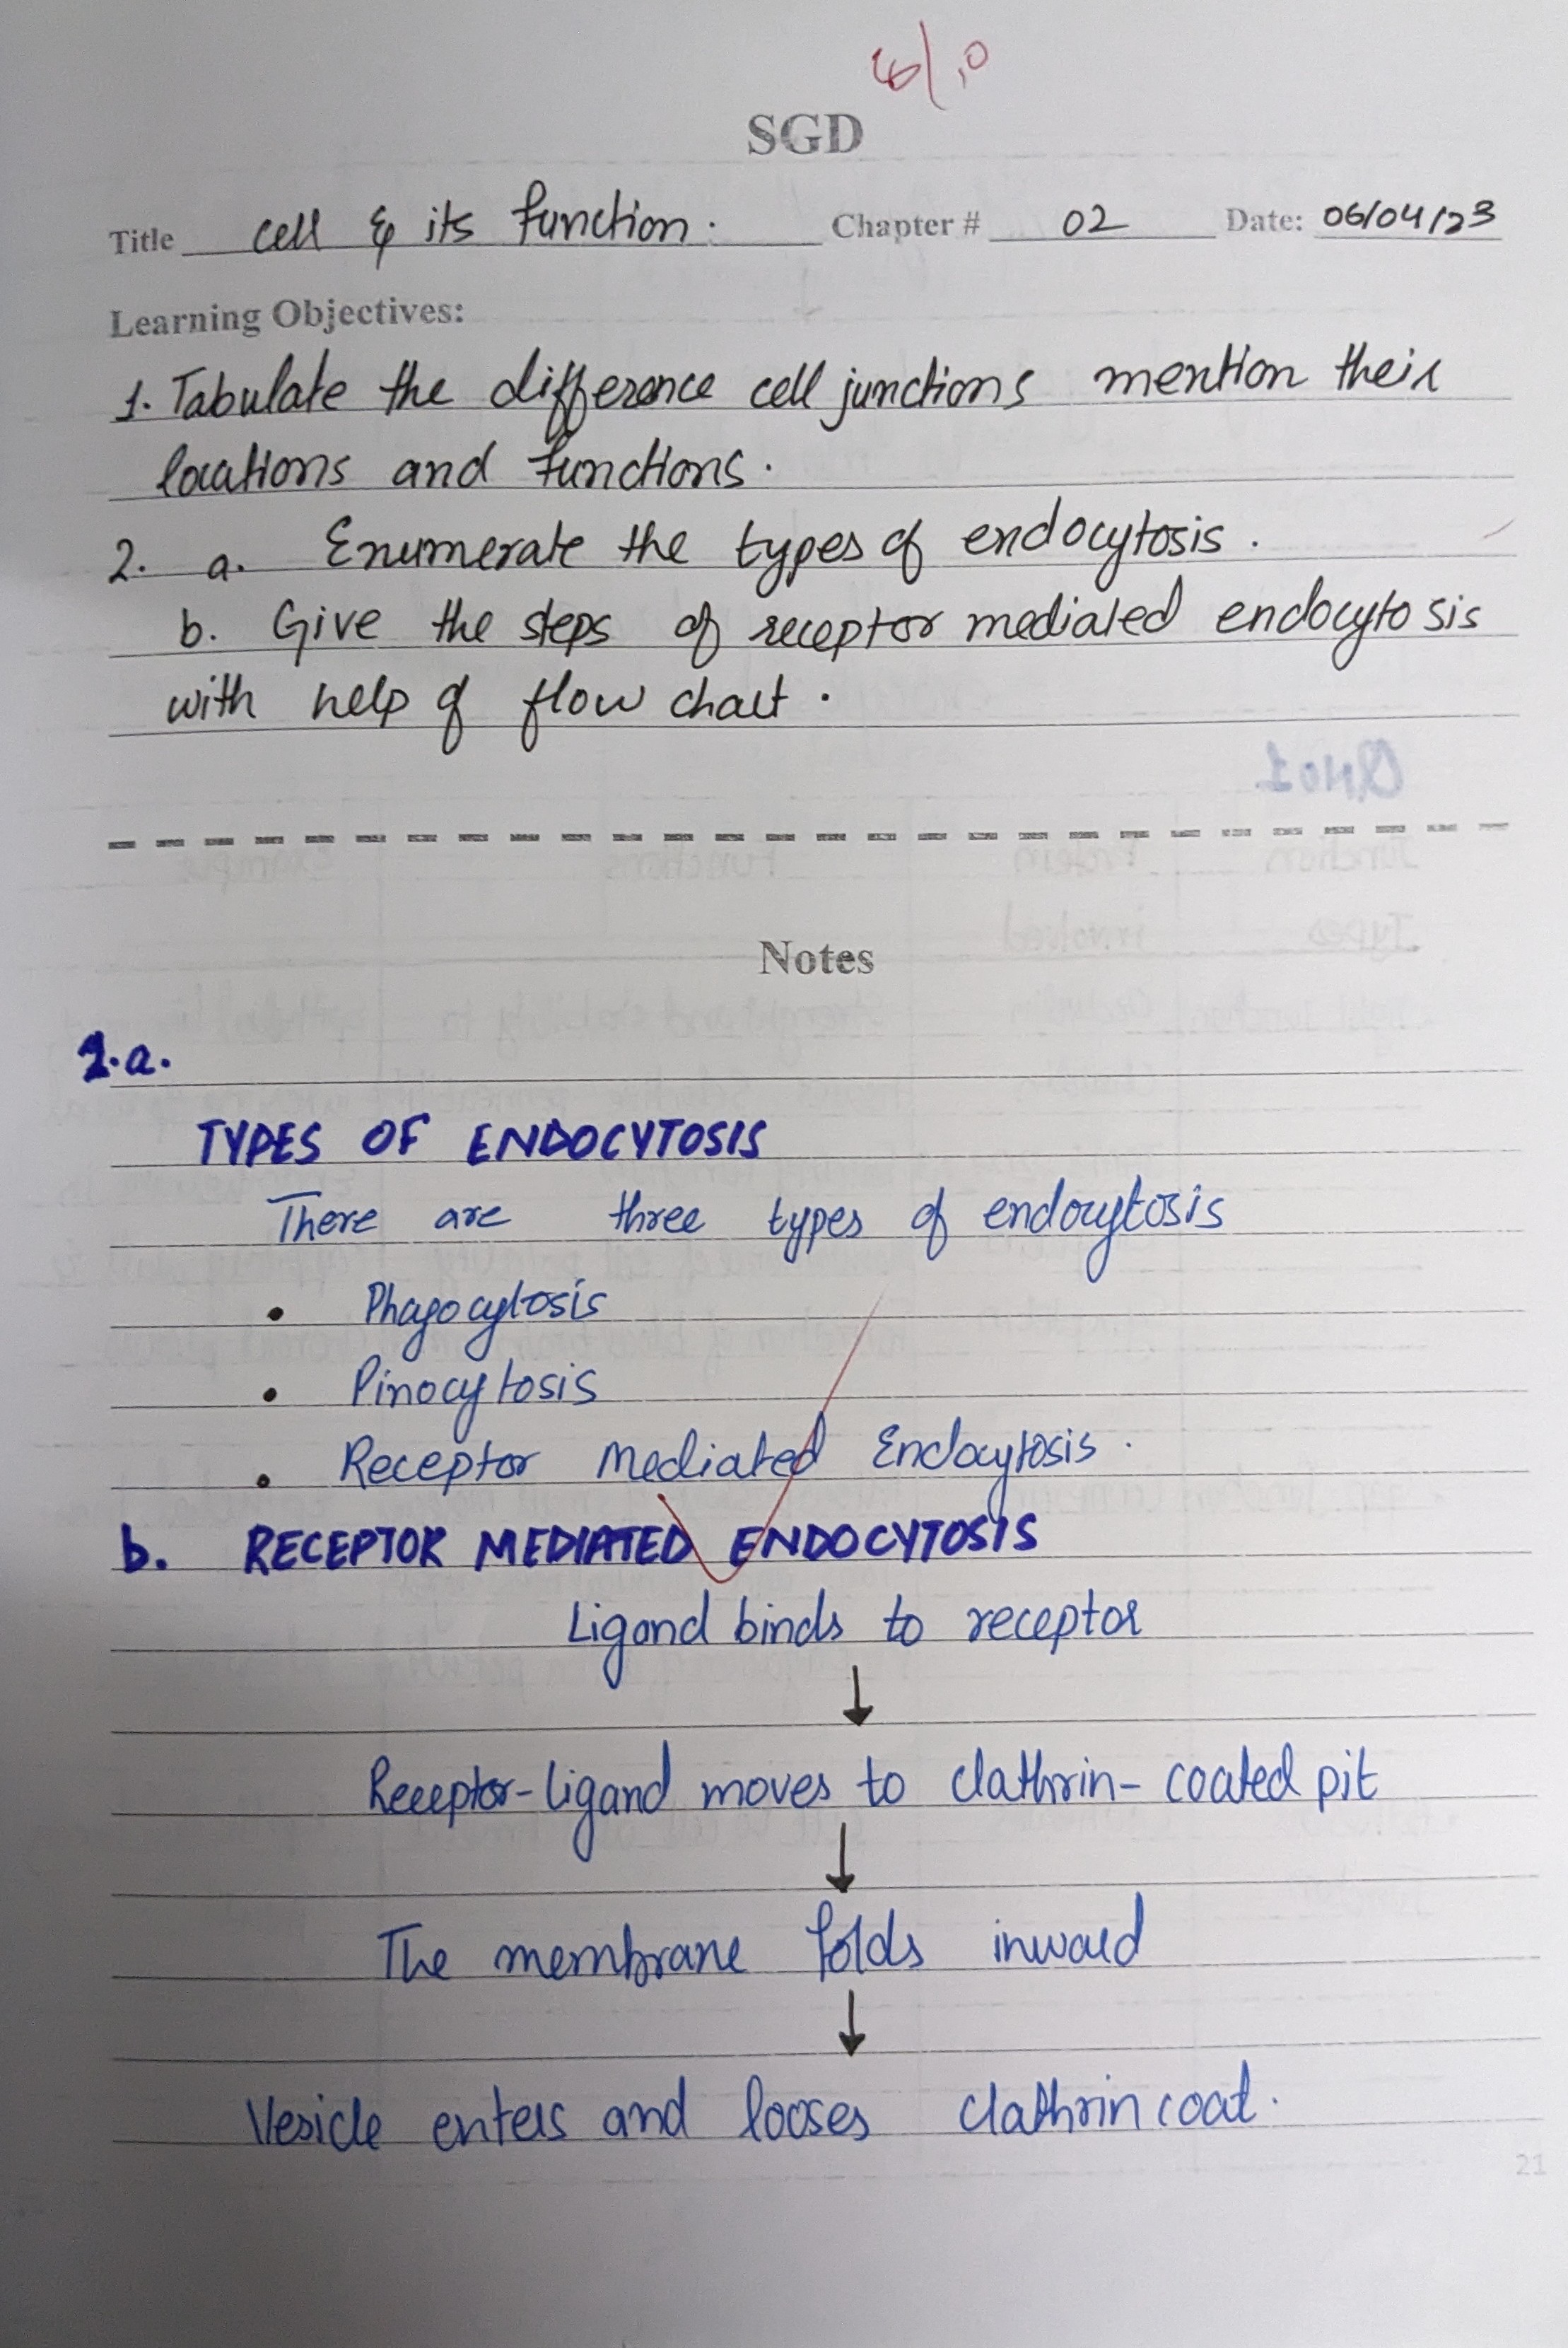 SGD
Title cell & its function. Chapter # 02 Date: 06/04/23
Learning Objectives:
1. Tabulate the difference cell junctions mention their
locations and functions.
2. a. Enumerate the types of endocytosis.
b. Give the steps of receptor mediated endocytosis
with help of flow chart.
Notes
2.a.
TYPES OF ENDOCYTOSIS
There are three types of endocytosis
• Phagocytosis
• Pinocytosis
• Receptor Mediated Endocytosis.
b. RECEPTOR MEDIATED ENDOCYTOSIS
Ligand binds to receptor
↓
Receptor-ligand moves to clathrin-coated pit
↓
The membrane folds inward
↓
Vesicle enters and looses clathrin coat.
21